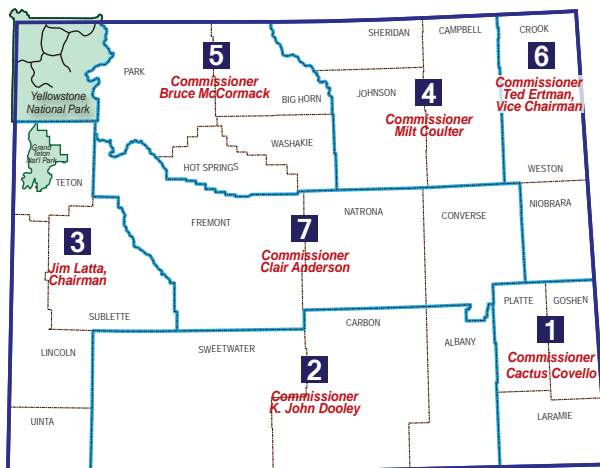 SHERIDAN
CAMPBELL
CROOK
5
6
PARK
Commissioner
Bruce McCormack
Commissioner
Ted Ertman,
Vice Chairman
Yellowstone
National Park
BIG HORN
JOHNSON
4
Commissioner
Milt Coulter
WASHAKIE
Grand
Teton
Nat'l Park
HOT SPRINGS
TETON
WESTON
NIOBRARA
FREMONT
NATRONA
CONVERSE
3
Jim Latta,
Chairman
7
Commissioner
Clair Anderson
SUBLETTE
CARBON
PLATTE
GOSHEN
1
Commissioner
Cactus Covello
LINCOLN
SWEETWATER
ALBANY
2
Commissioner
K. John Dooley
UINTA
LARAMIE